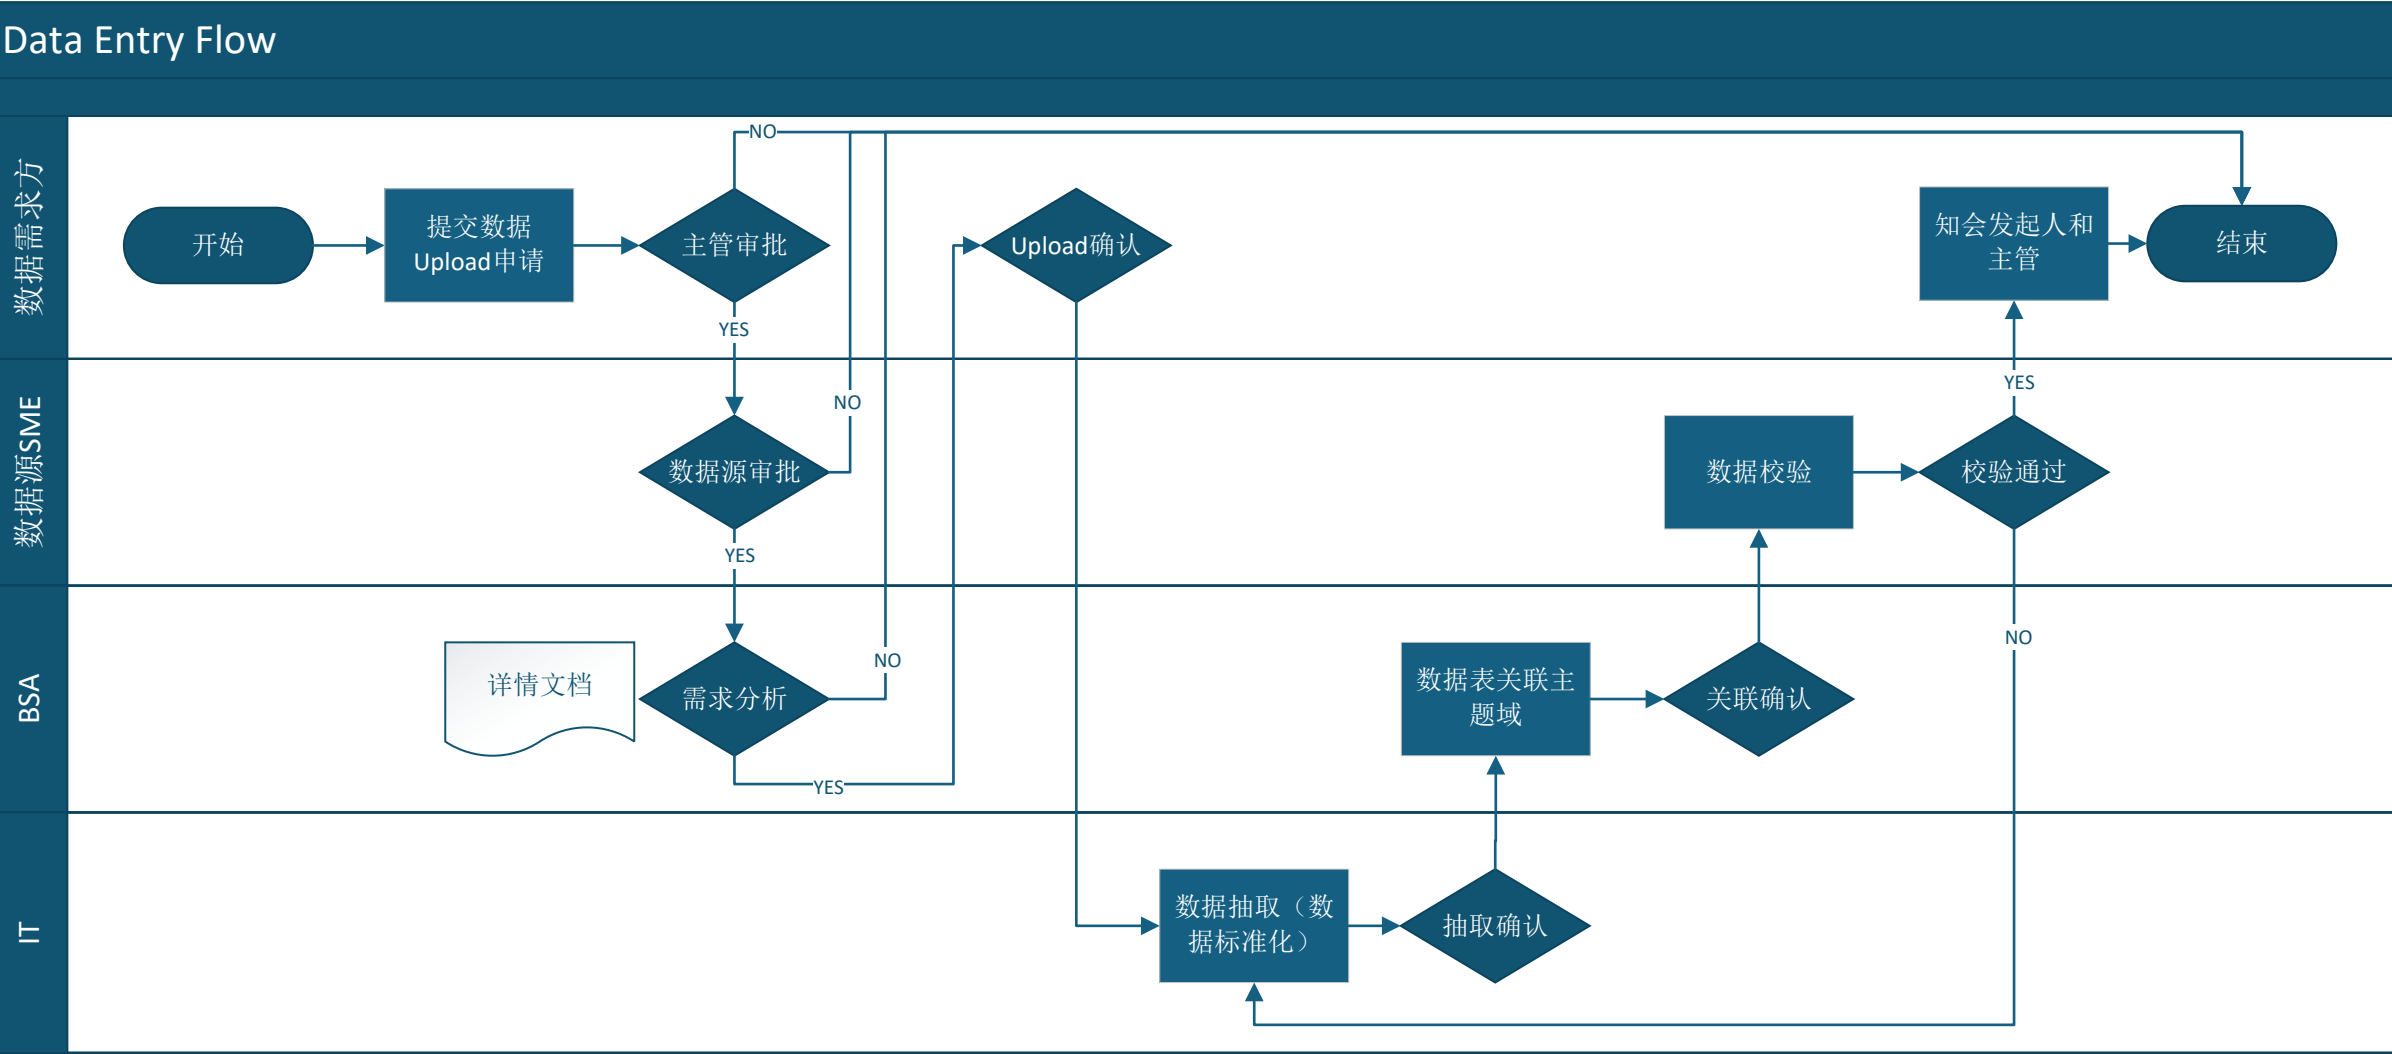 Data Entry Flow
数据需求方
开始
提交数据
Upload申请
主管审批
NO
YES
Upload确认
知会发起人和
主管
结束
数据源SME
数据源审批
NO
YES
数据校验
校验通过
YES
NO
BSA
详情文档
需求分析
NO
YES
数据表关联主
题域
关联确认
IT
数据抽取（数
据标准化）
抽取确认